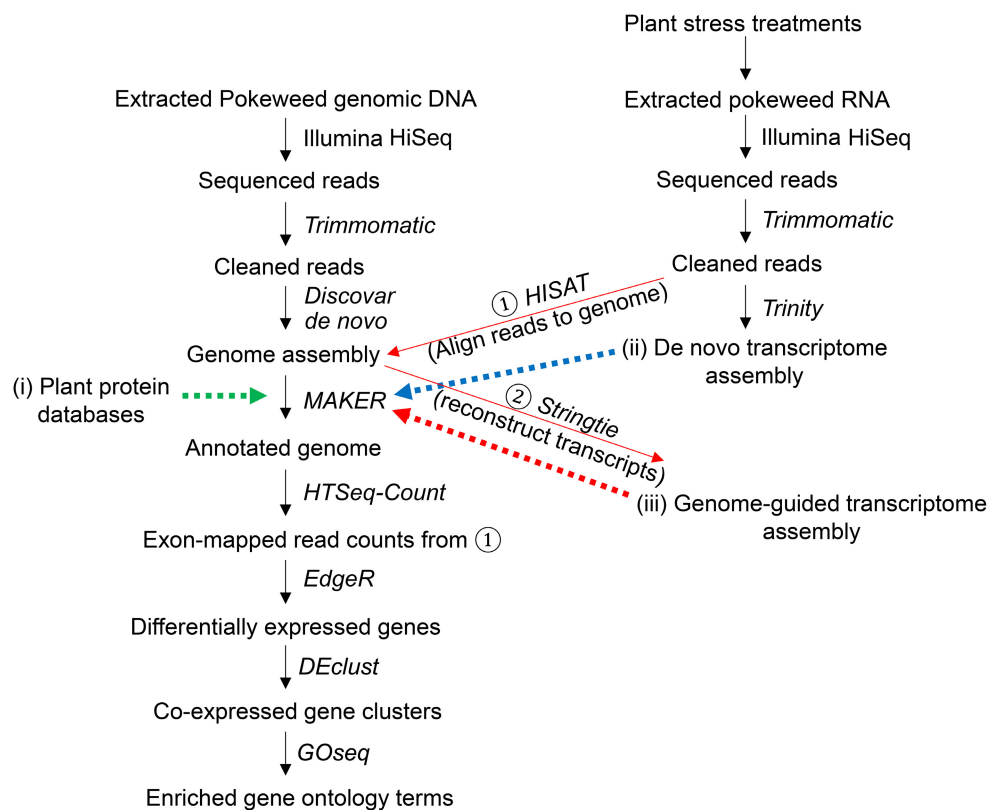 Plant stress treatments
Extracted Pokeweed genomic DNA
Extracted pokeweed RNA
Illumina HiSeq
Illumina HiSeq
Sequenced reads
Sequenced reads
Trimmomatic
Trimmomatic
Cleaned reads
Cleaned reads
Discovar
de novo
① HISAT
(Align reads to genome)
Trinity
Genome assembly
(ii) De novo transcriptome
assembly
(i) Plant protein
databases
MAKER
② Stringtie
(reconstruct transcripts)
Annotated genome
(iii) Genome-guided transcriptome
assembly
HTSeq-Count
Exon-mapped read counts from ①
EdgeR
Differentially expressed genes
DEclust
Co-expressed gene clusters
GOseq
Enriched gene ontology terms